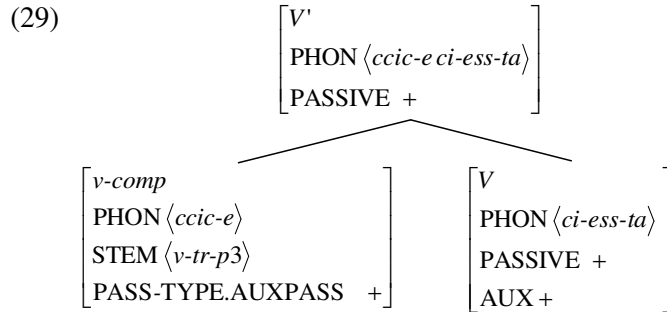 (29)
V'
PHON ⟨ccic-e ci-ess-ta⟩
PASSIVE +
v-comp
PHON ⟨ccic-e⟩
STEM ⟨v-tr-p3⟩
PASS-TYPE.AUXPASS +
V
PHON ⟨ci-ess-ta⟩
PASSIVE +
AUX +